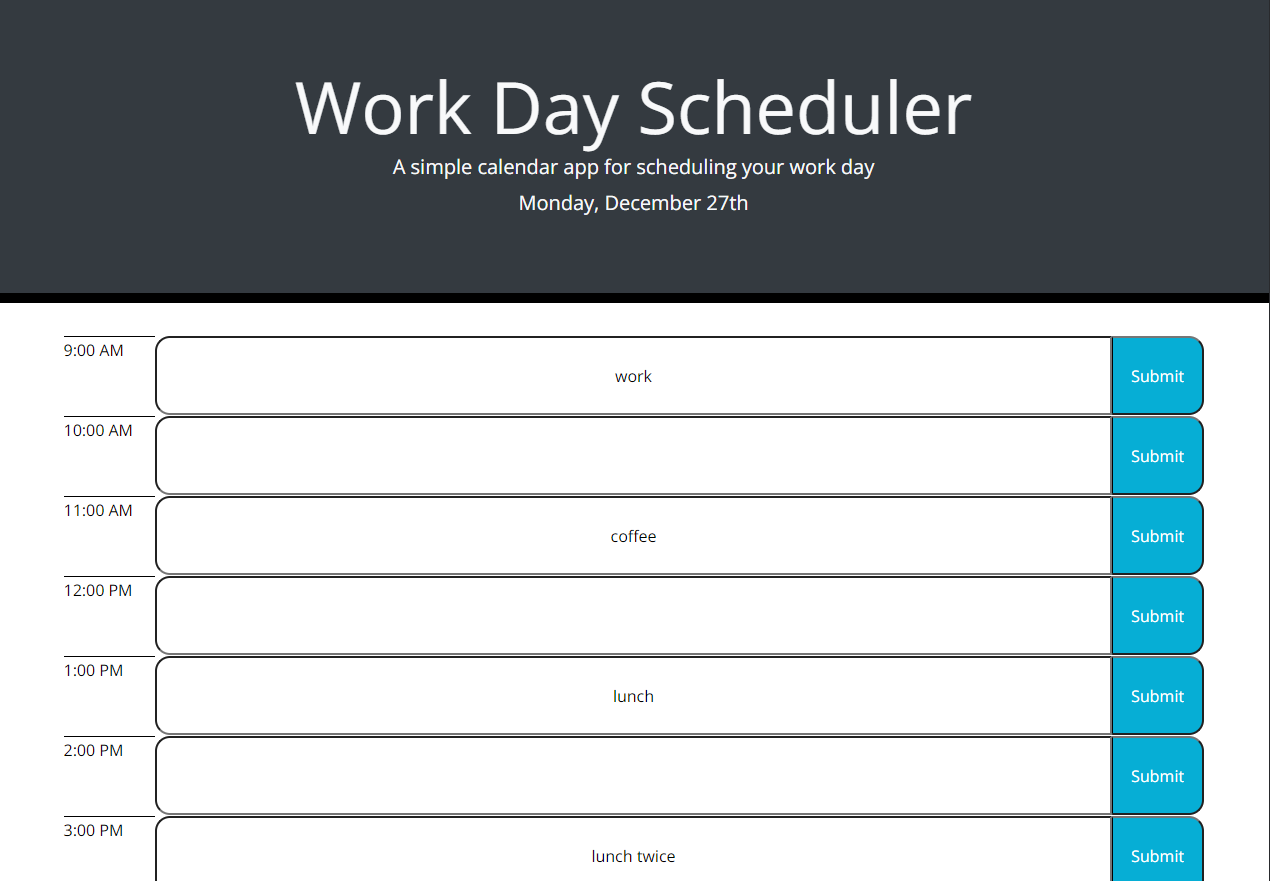 Work Day Scheduler
A simple calendar app for scheduling your work day
Monday, December 27th
9:00 AM
work
Submit
10:00 AM
Submit
11:00 AM
coffee
Submit
12:00 PM
Submit
1:00 PM
lunch
Submit
2:00 PM
Submit
3:00 PM
lunch twice
Submit